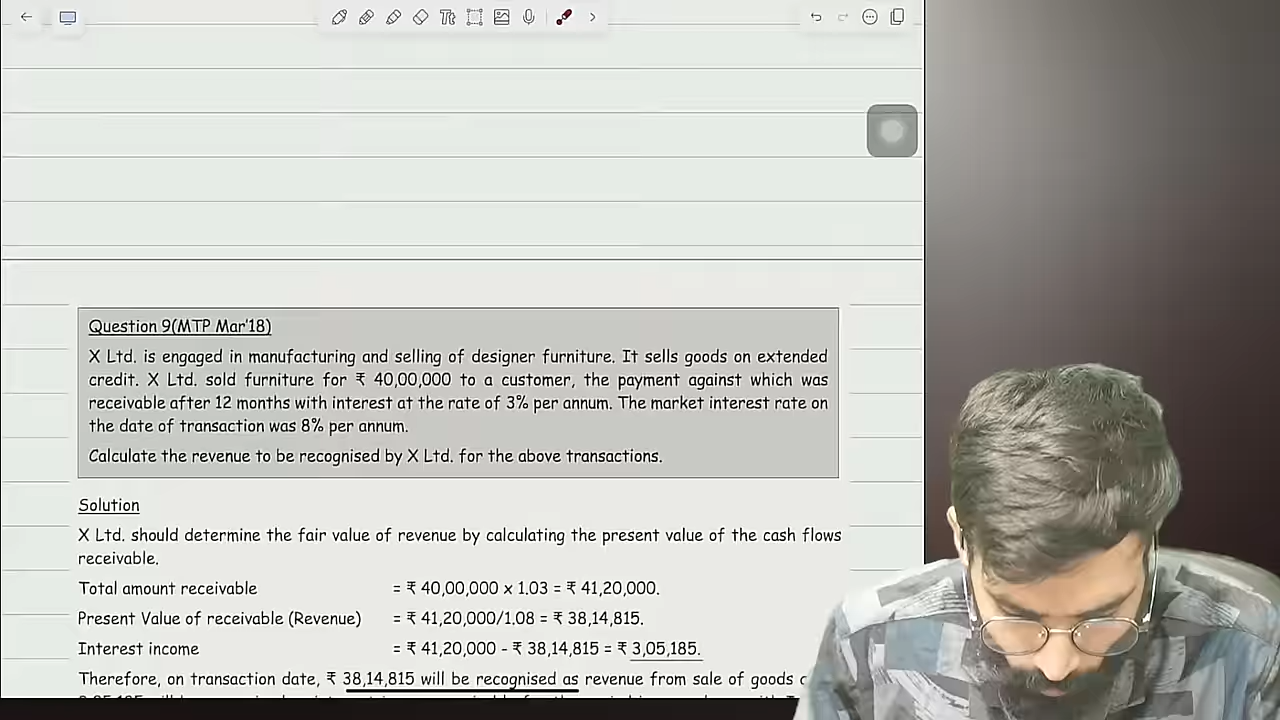 Tt
Question 9(MTP Mar'18)
X Ltd. is engaged in manufacturing and selling of designer furniture. It sells goods on extended
credit. X Ltd. sold furniture for ₹ 40,00,000 to a customer, the payment against which was
receivable after 12 months with interest at the rate of 3% per annum. The market interest rate on
the date of transaction was 8% per annum.
Calculate the revenue to be recognised by X Ltd. for the above transactions.
Solution
X Ltd. should determine the fair value of revenue by calculating the present value of the cash flows
receivable.
Total amount receivable = ₹ 40,00,000 x 1.03 = ₹ 41,20,000.
Present Value of receivable (Revenue) = ₹ 41,20,000/1.08 = ₹ 38,14,815.
Interest income = ₹ 41,20,000 - ₹ 38,14,815 = ₹ 3,05,185.
Therefore, on transaction date, ₹ 38,14,815 will be recognised as revenue from sale of goods